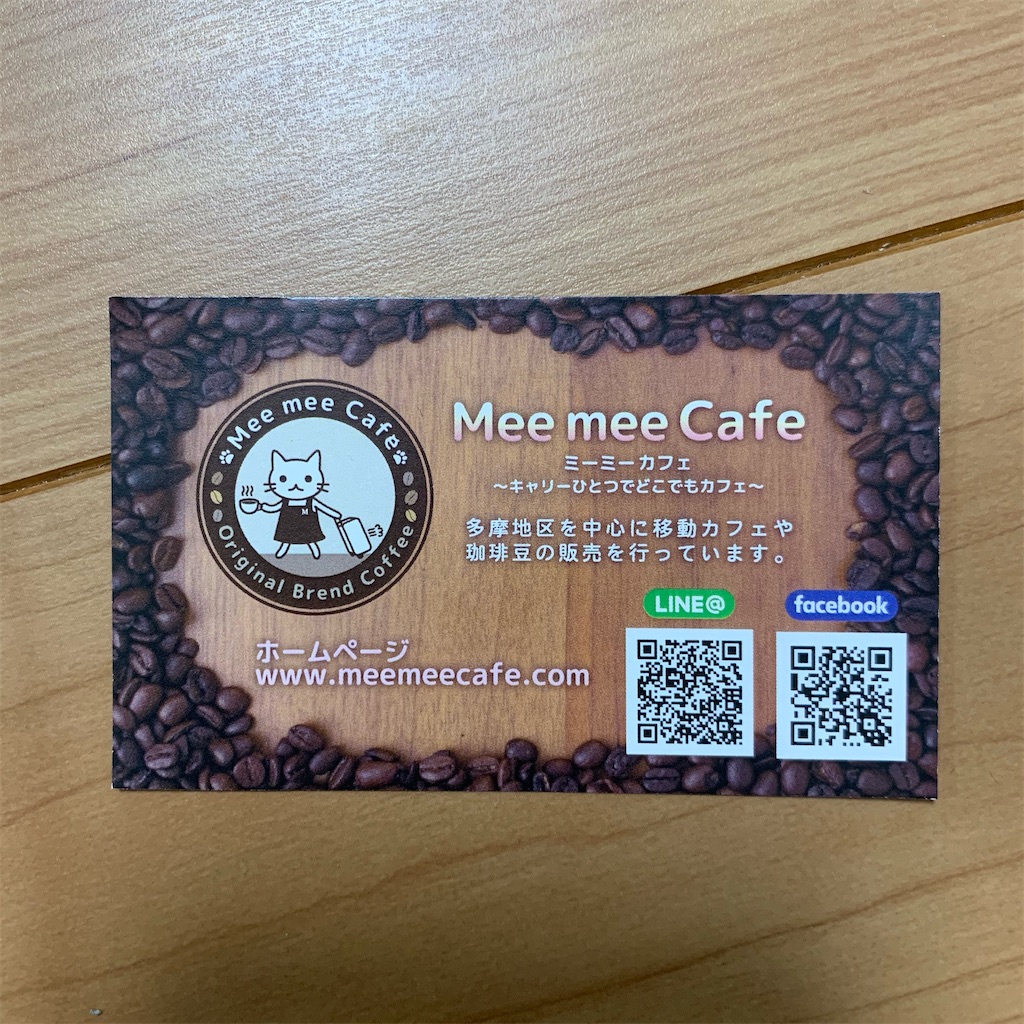 Mee mee Cafe
Original Brend Coffee
M
Mee mee Cafe
ミーミーカフェ
～キャリーひとつでどこでもカフェ～
多摩地区を中心に移動カフェや
珈琲豆の販売を行っています。
LINE@
facebook
ホームページ
www.meemeecafe.com